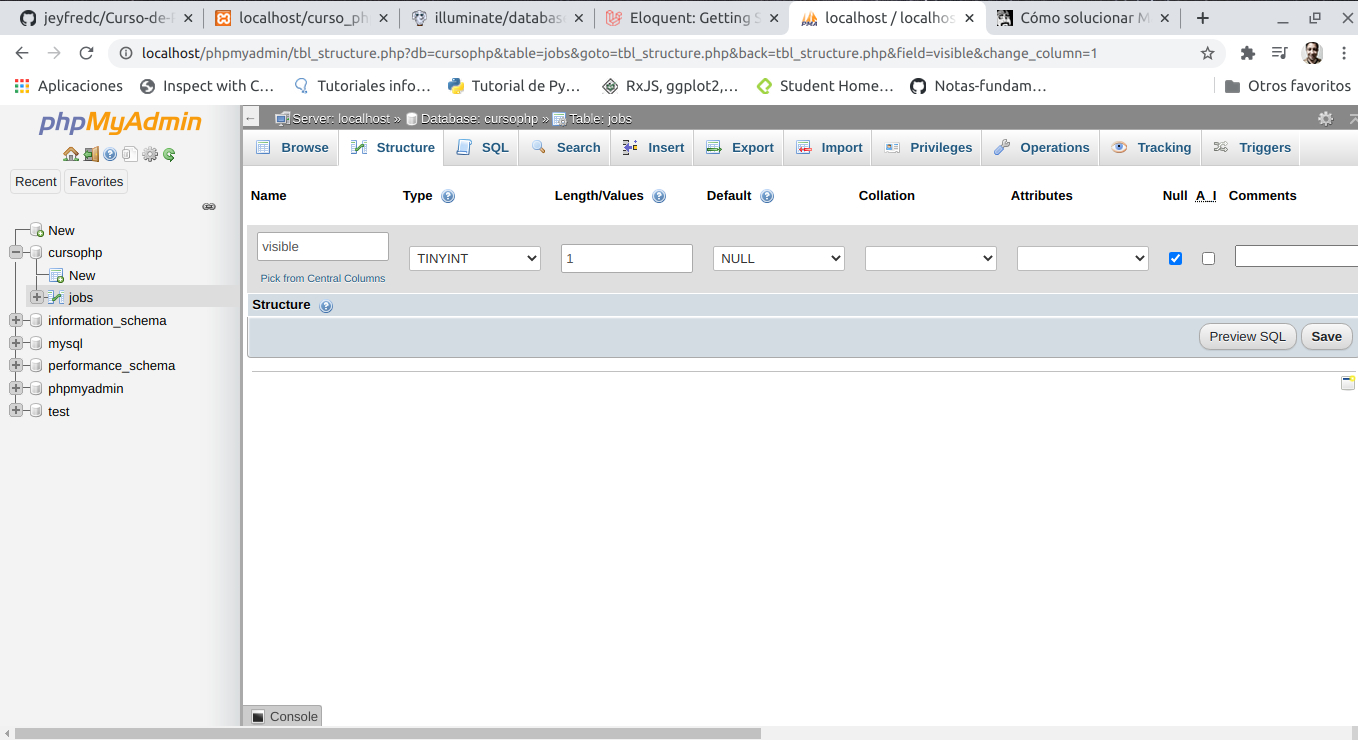 jeyfredc/Curso-de-
localhost/curso_ph
illuminate/databas
Eloquent: Getting S
localhost / localhos
Cómo solucionar M
localhost/phpmyadmin/tbl_structure.php?db=cursophp&table=jobs&goto=tbl_structure.php&back=tbl_structure.php&field=visible&change_column=1
Aplicaciones
Inspect with C...
Tutoriales info...
Tutorial de Py...
RxJS, ggplot2,...
Student Home...
Notas-fundam...
Otros favoritos
phpMyAdmin
Recent
Favorites
New
cursophp
New
jobs
information_schema
mysql
performance_schema
phpmyadmin
test
Server: localhost » Database: cursophp » Table: jobs
Browse
Structure
SQL
Search
Insert
Export
Import
Privileges
Operations
Tracking
Triggers
Name
Type
Length/Values
Default
Collation
Attributes
Null
A_I
Comments
visible
Pick from Central Columns
TINYINT
1
NULL
Structure
Preview SQL
Save
Console